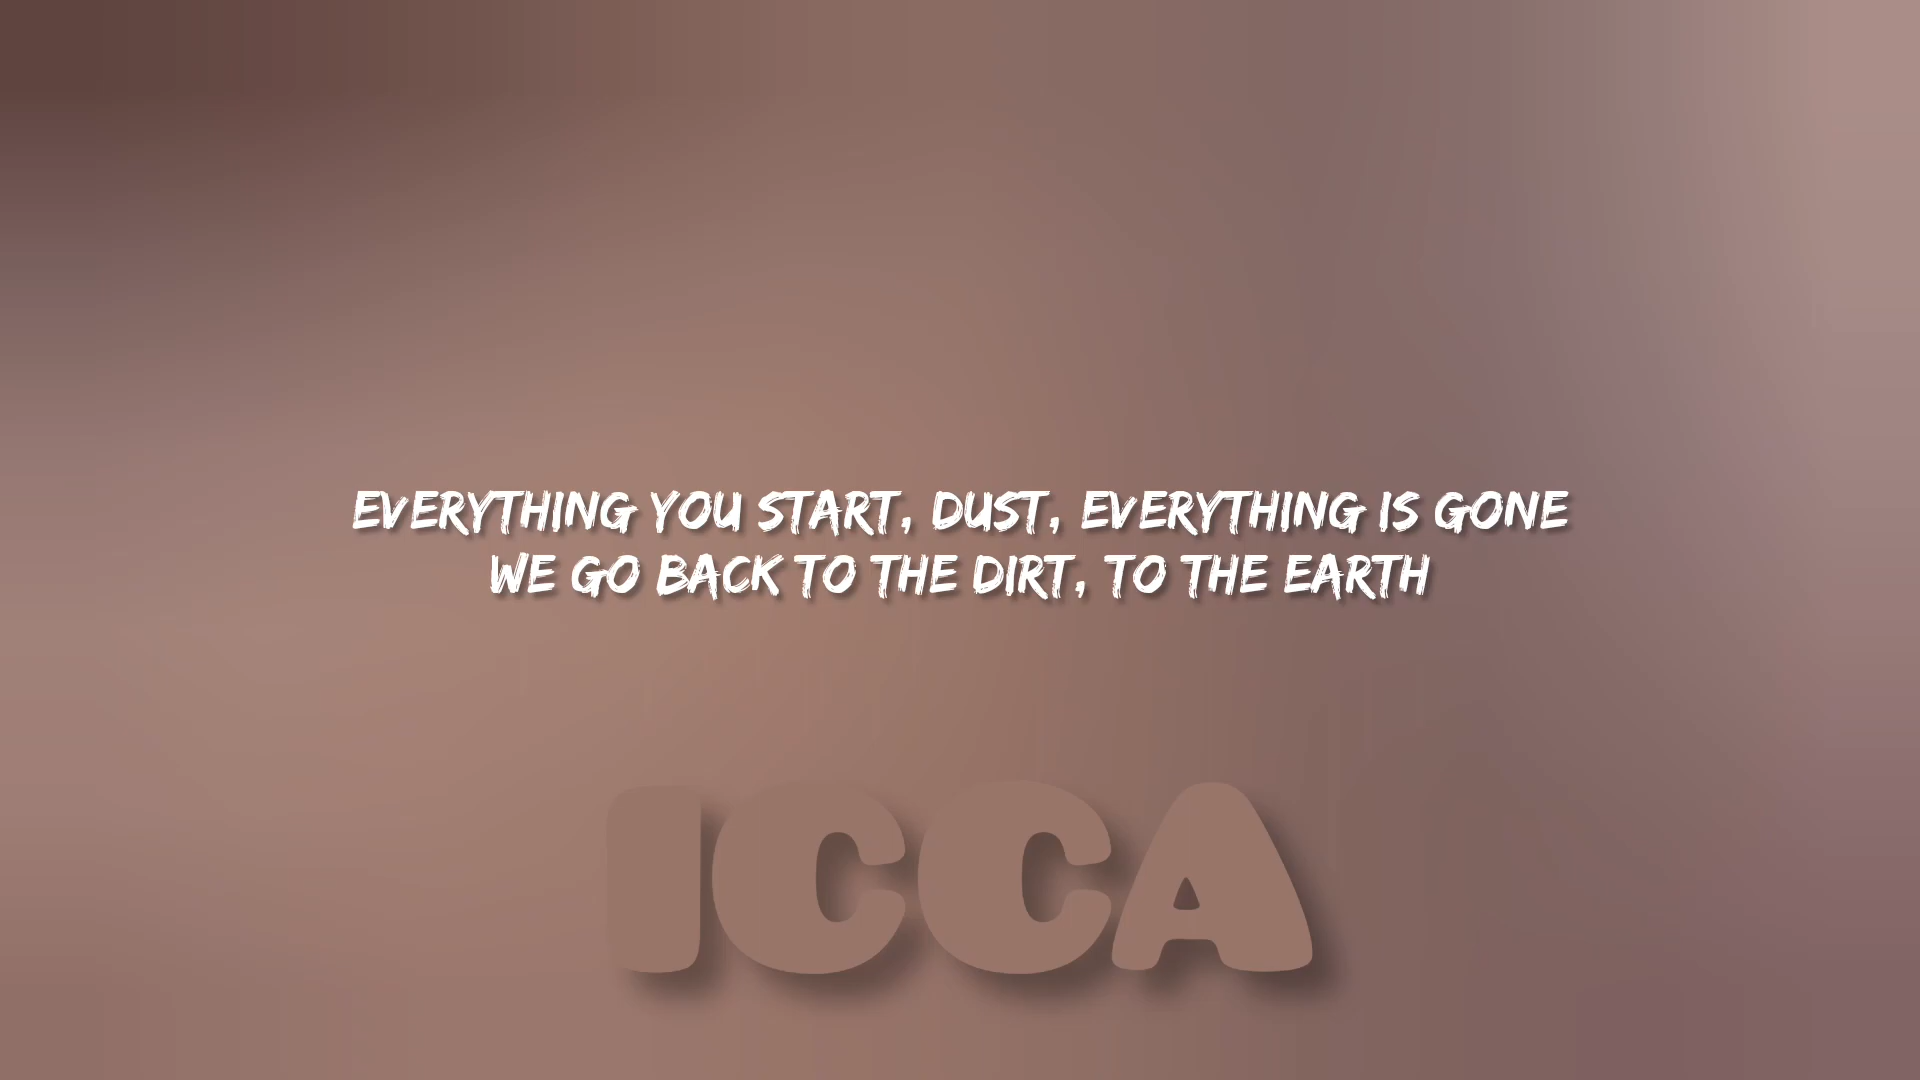 EVERYTHING YOU START, DUST, EVERYTHING IS GONE
WE GO BACK TO THE DIRT, TO THE EARTH
ICCA